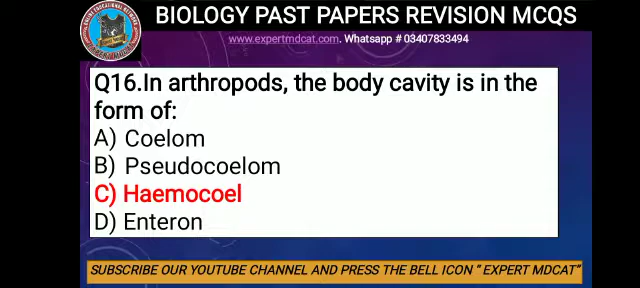 BIOLOGY PAST PAPERS REVISION MCQS
www.expertmdcat.com. Whatsapp # 03407833494
Q16.In arthropods, the body cavity is in the
form of:
A) Coelom
B) Pseudocoelom
C) Haemocoel
D) Enteron
SUBSCRIBE OUR YOUTUBE CHANNEL AND PRESS THE BELL ICON " EXPERT MDCAT"